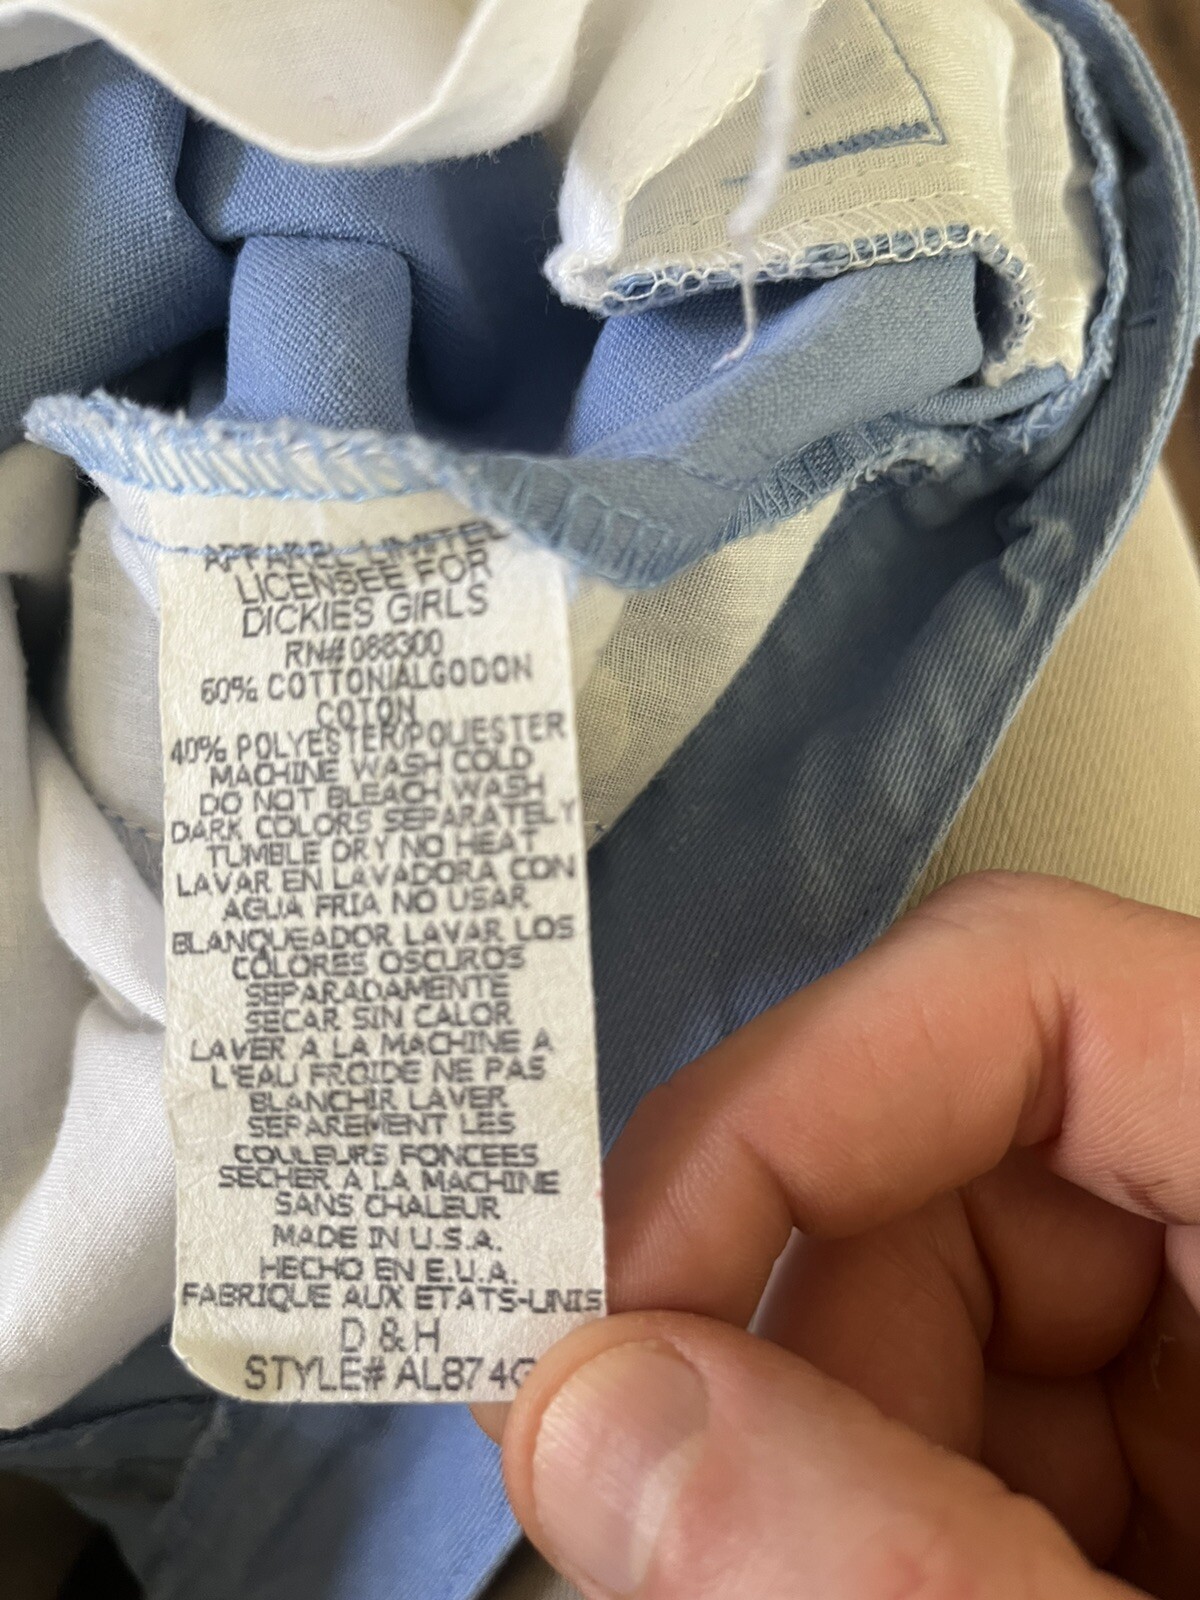 APPAREL LIMITED
LICENSEE FOR
DICKIES GIRLS
RN# 088300
60% COTTON/ALGODON
COTON
40% POLYESTER/POLIESTER
MACHINE WASH COLD
DO NOT BLEACH WASH
DARK COLORS SEPARATELY
TUMBLE DRY NO HEAT
LAVAR EN LAVADORA CON
AGUA FRIA NO USAR
BLANQUEADOR LAVAR LOS
COLORES OSCUROS
SEPARADAMENTE
SECAR SIN CALOR
LAVER A LA MACHINE A
L'EAU FROIDE NE PAS
BLANCHIR LAVER
SEPAREMENT LES
COULEURS FONCEES
SECHER A LA MACHINE
SANS CHALEUR
MADE IN U.S.A.
HECHO EN E.U.A.
FABRIQUE AUX ETATS-UNIS
D & H
STYLE# AL874G